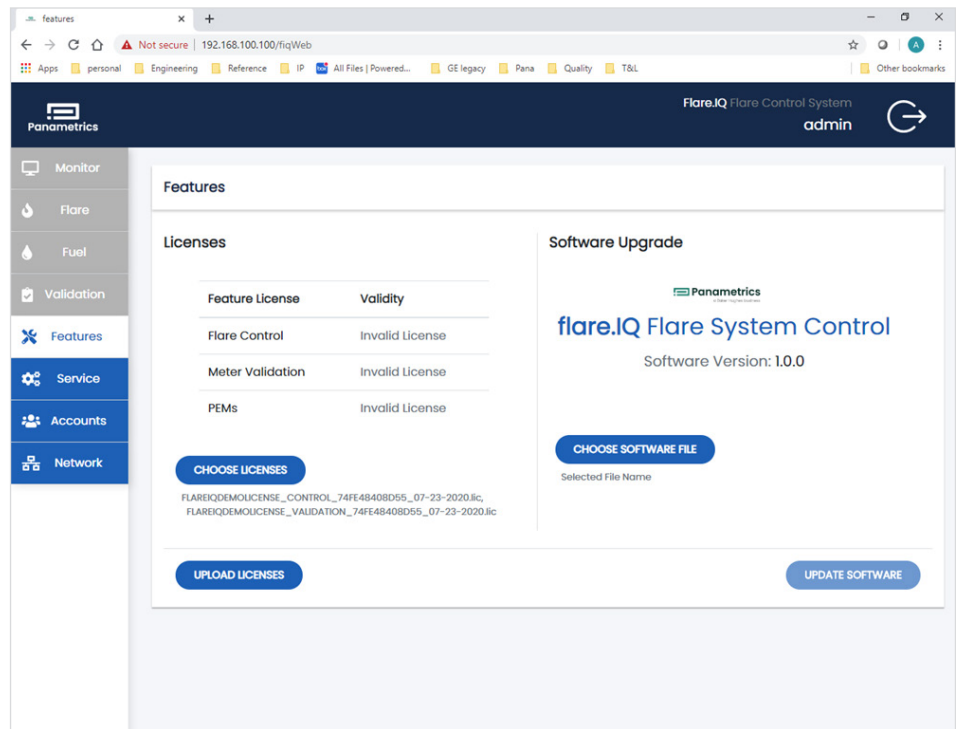 features
Not secure | 192.168.100.100/fiqWeb
A
Apps personal Engineering Reference IP box All Files | Powered... GE legacy Pana Quality T&L Other bookmarks
Flare.IQ Flare Control System
admin
Panametrics
Monitor
Flare
Fuel
Validation
Features
Service
Accounts
Network
Features
Licenses
Feature License Validity
Flare Control Invalid License
Meter Validation Invalid License
PEMs Invalid License
CHOOSE LICENSES
FLAREIQDEMOLICENSE_CONTROL_74FE48408D55_07-23-2020.lic,
FLAREIQDEMOLICENSE_VALIDATION_74FE48408D55_07-23-2020.lic
UPLOAD LICENSES
Software Upgrade
Panametrics
flare.IQ Flare System Control
Software Version: 1.0.0
CHOOSE SOFTWARE FILE
Selected File Name
UPDATE SOFTWARE